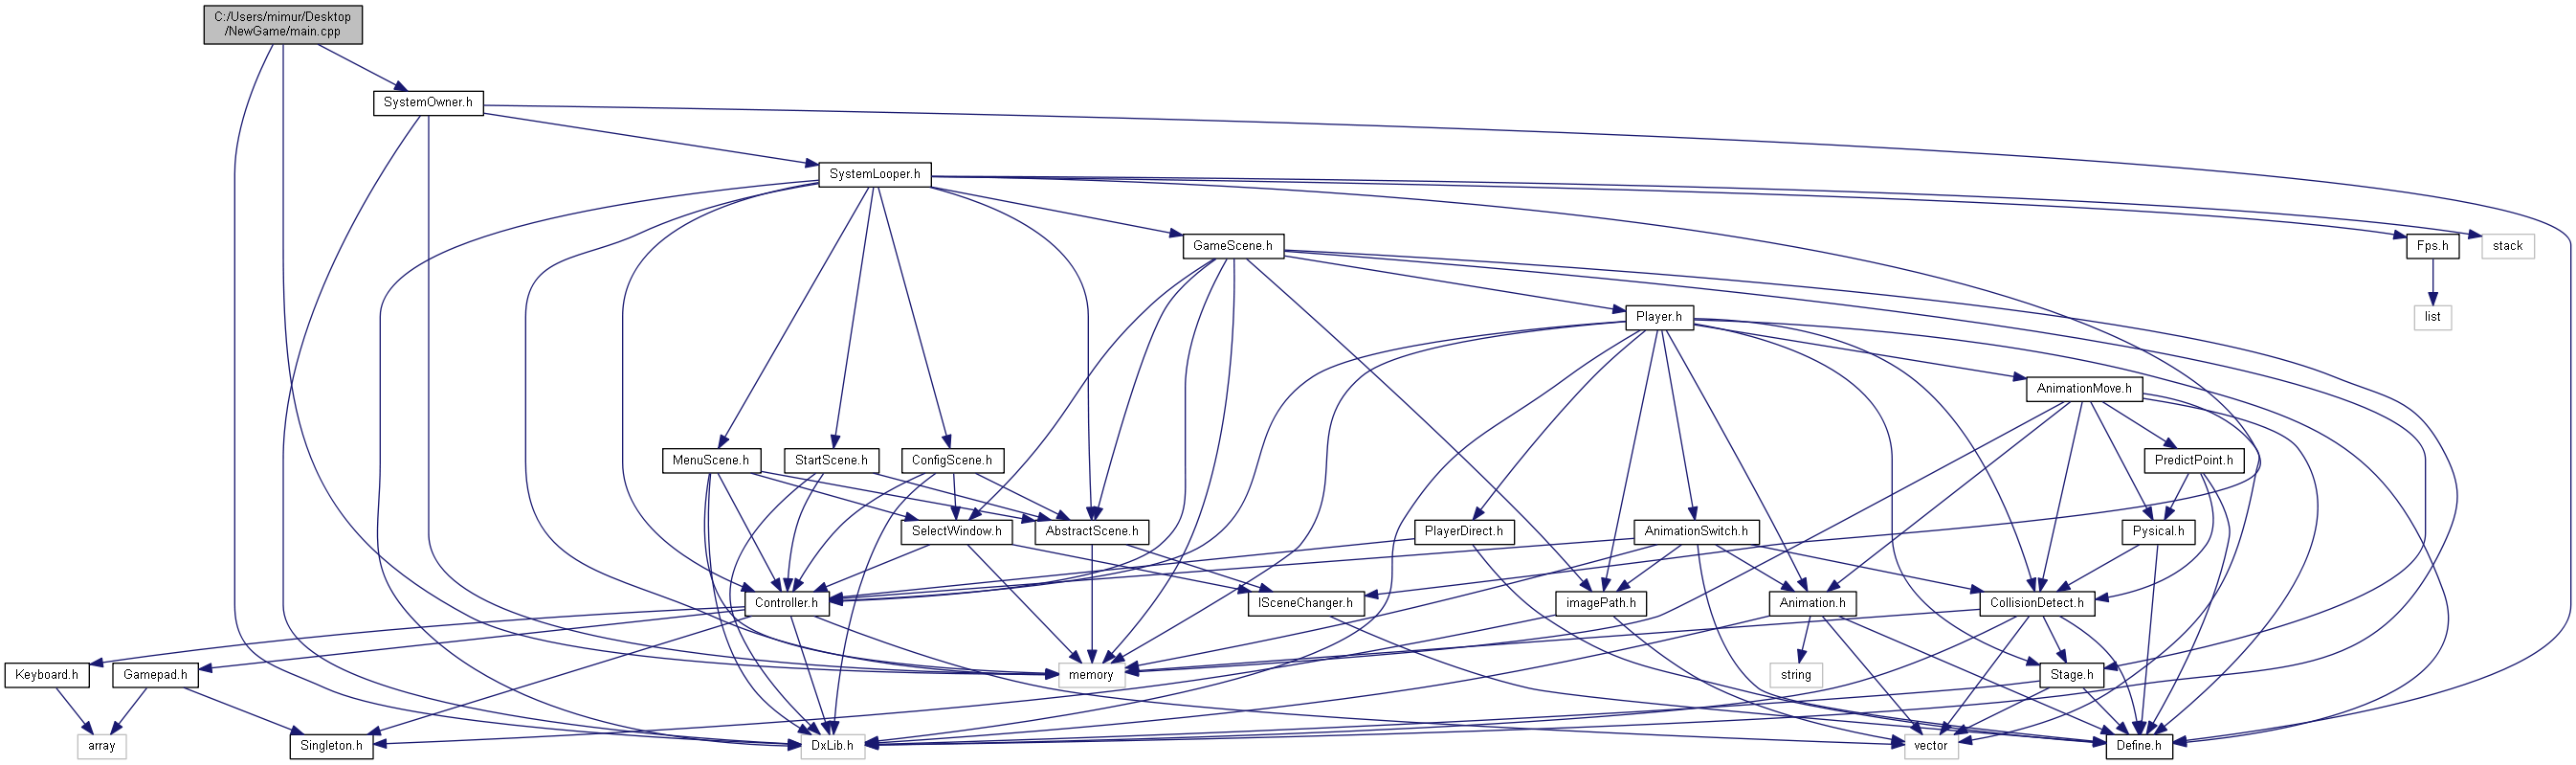 C:/Users/mimur/Desktop
/NewGame/main.cpp
SystemOwner.h
SystemLooper.h
GameScene.h
Fps.h
stack
Player.h
list
AnimationMove.h
MenuScene.h
StartScene.h
ConfigScene.h
PredictPoint.h
SelectWindow.h
AbstractScene.h
PlayerDirect.h
AnimationSwitch.h
Pysical.h
Controller.h
ISceneChanger.h
imagePath.h
Animation.h
CollisionDetect.h
Keyboard.h
Gamepad.h
memory
string
Stage.h
array
Singleton.h
DxLib.h
vector
Define.h